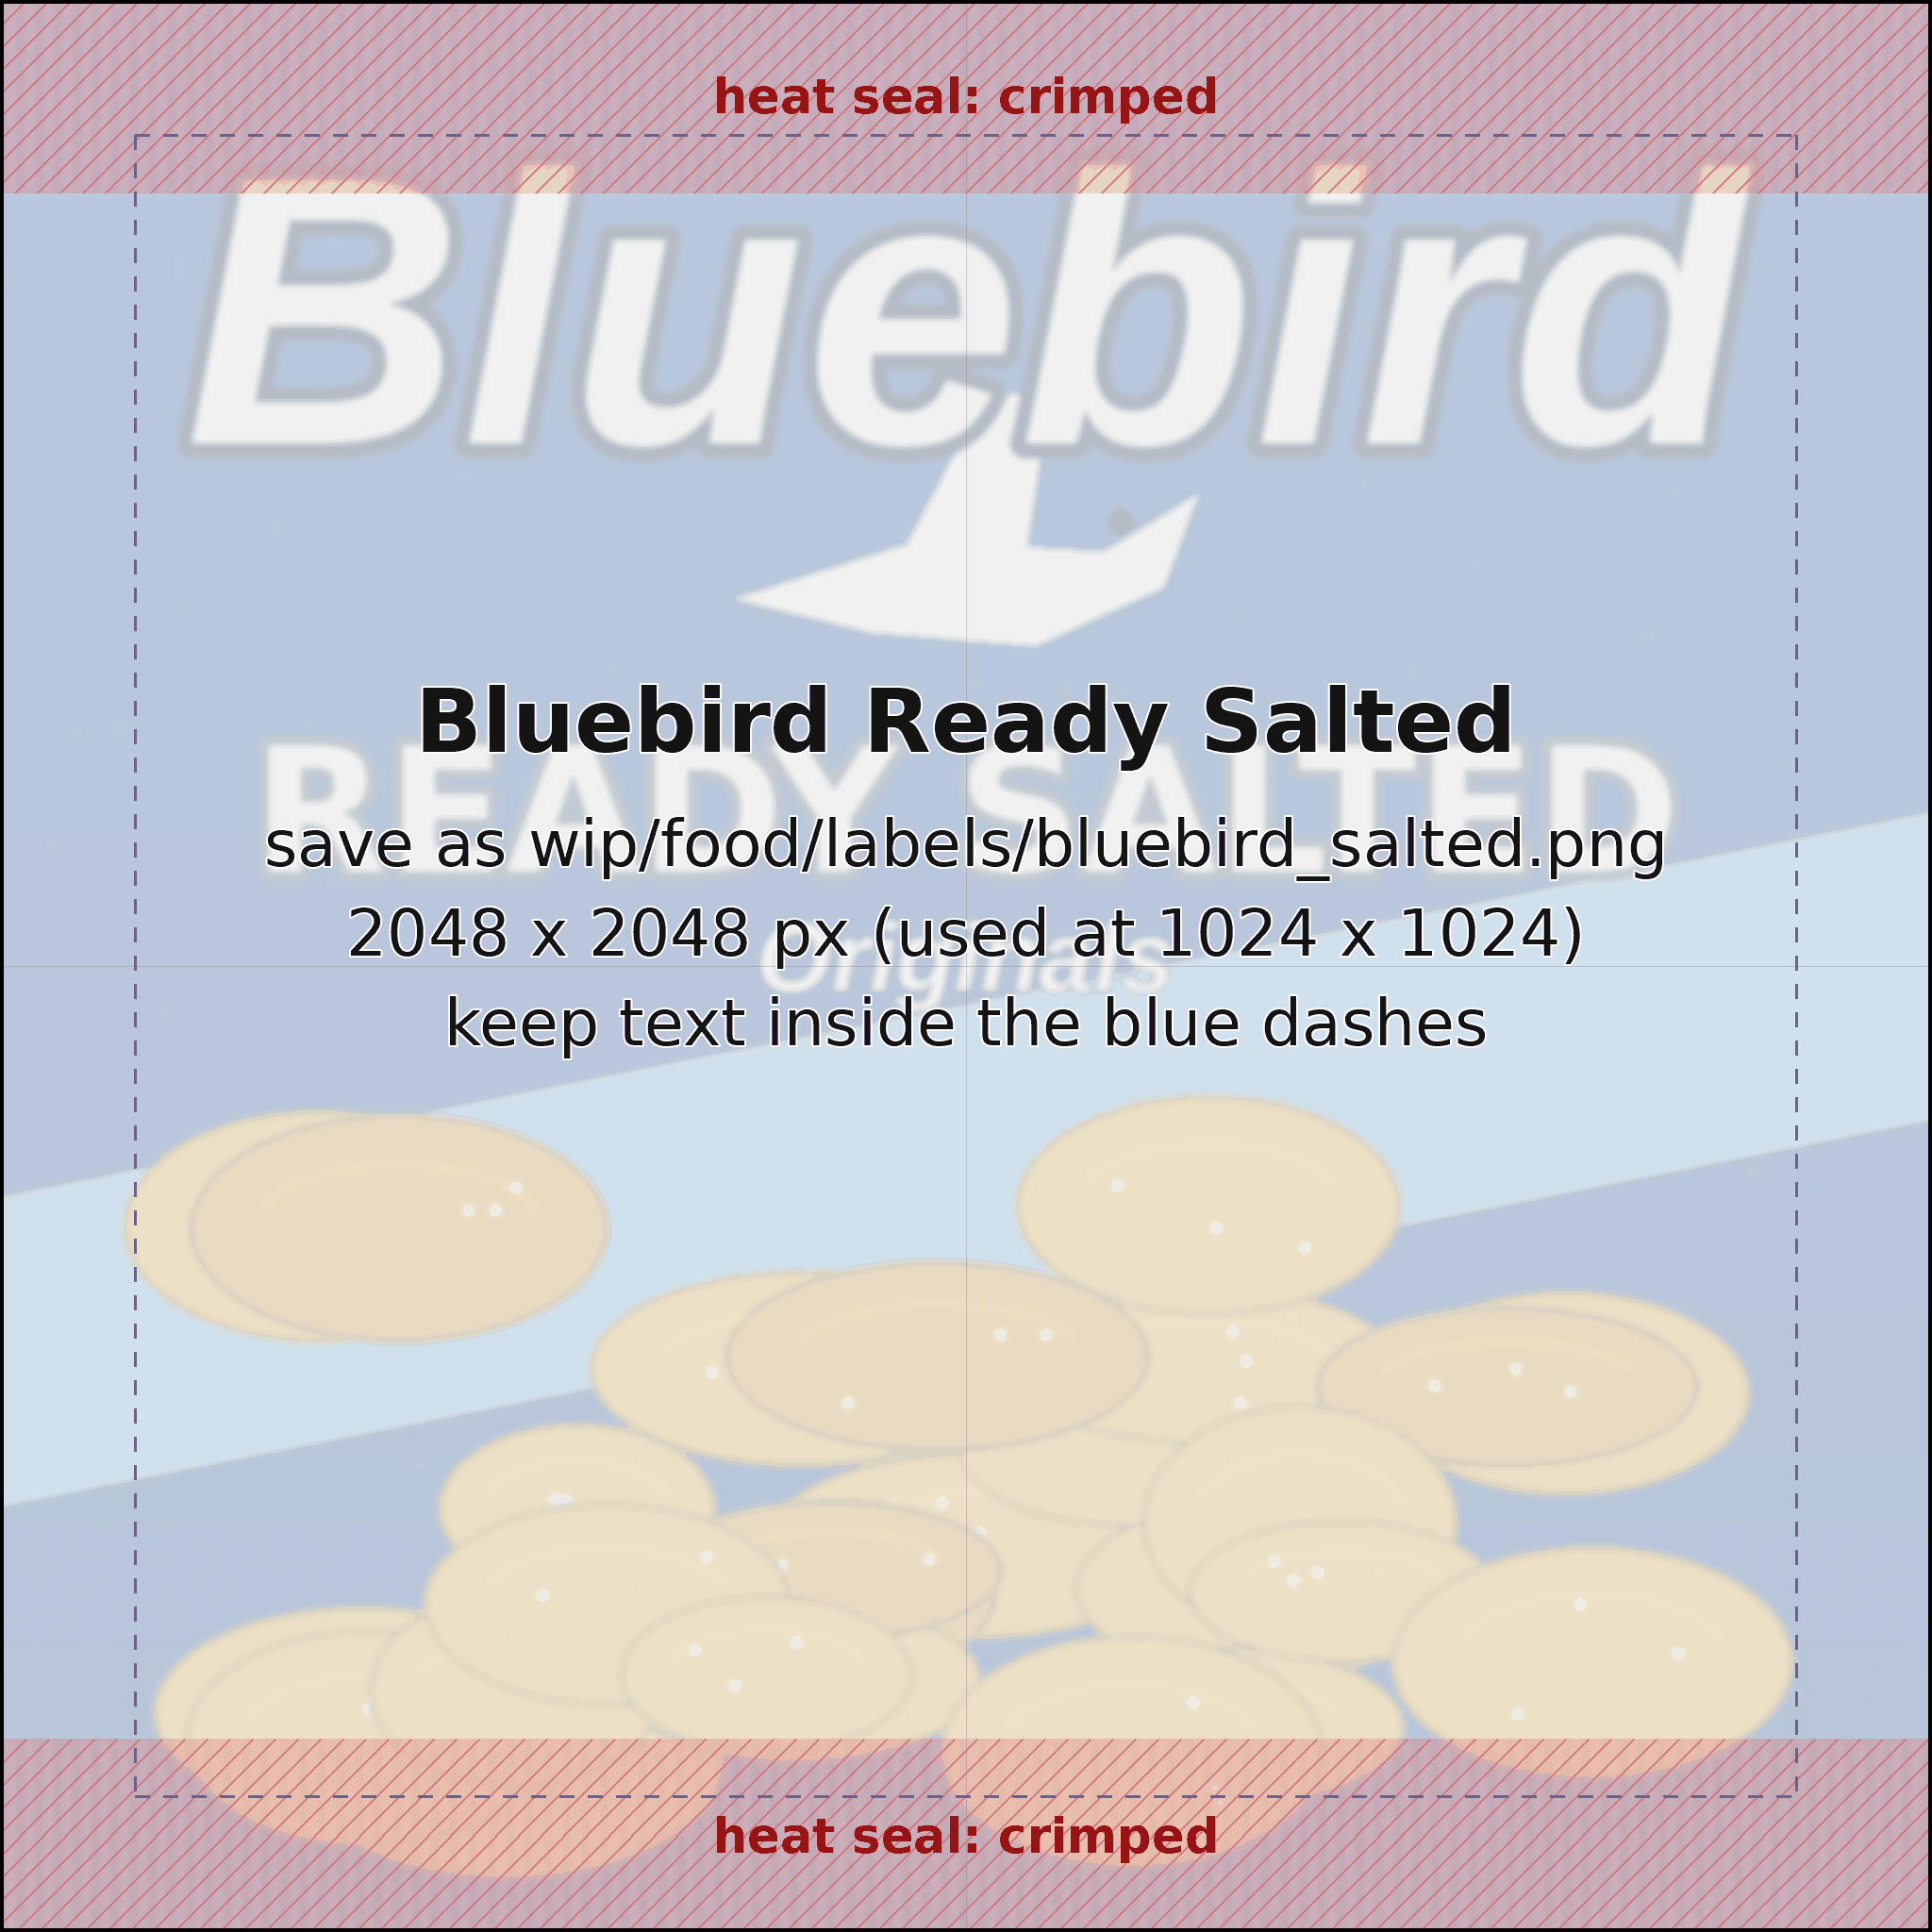 heat seal: crimped
Bluebird
Bluebird Ready Salted
READY SALTED
save as wip/food/labels/bluebird_salted.png
2048 x 2048 px (used at 1024 x 1024)
Originals
keep text inside the blue dashes
heat seal: crimped